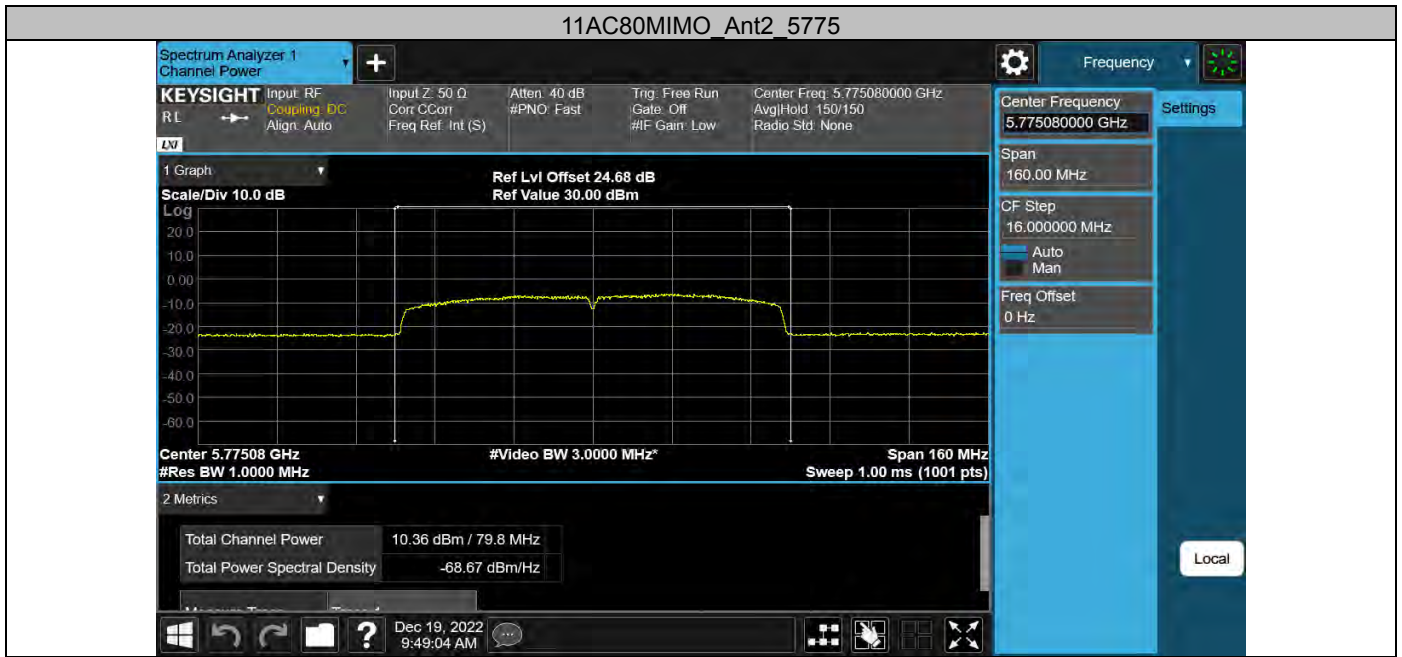 11AC80MIMO_Ant2_5775
Spectrum Analyzer 1
Channel Power
Frequency
KEYSIGHT
RL
LXI
Input: RF
Coupling: DC
Align: Auto
Input Z: 50 Ω
Corr CCorr
Freq Ref: Int (S)
Atten: 40 dB
#PNO: Fast
Trig: Free Run
Gate: Off
#IF Gain: Low
Center Freq: 5.775080000 GHz
Avg|Hold: 150/150
Radio Std: None
Center Frequency
5.775080000 GHz
Settings
Span
160.00 MHz
CF Step
16.000000 MHz
Auto
Man
Freq Offset
0 Hz
Local
1 Graph
Scale/Div 10.0 dB
Ref Lvl Offset 24.68 dB
Ref Value 30.00 dBm
Log
20.0
10.0
0.00
-10.0
-20.0
-30.0
-40.0
-50.0
-60.0
Center 5.77508 GHz
#Res BW 1.0000 MHz
#Video BW 3.0000 MHz*
Span 160 MHz
Sweep 1.00 ms (1001 pts)
2 Metrics
Total Channel Power 10.36 dBm / 79.8 MHz
Total Power Spectral Density -68.67 dBm/Hz
?
Dec 19, 2022
9:49:04 AM